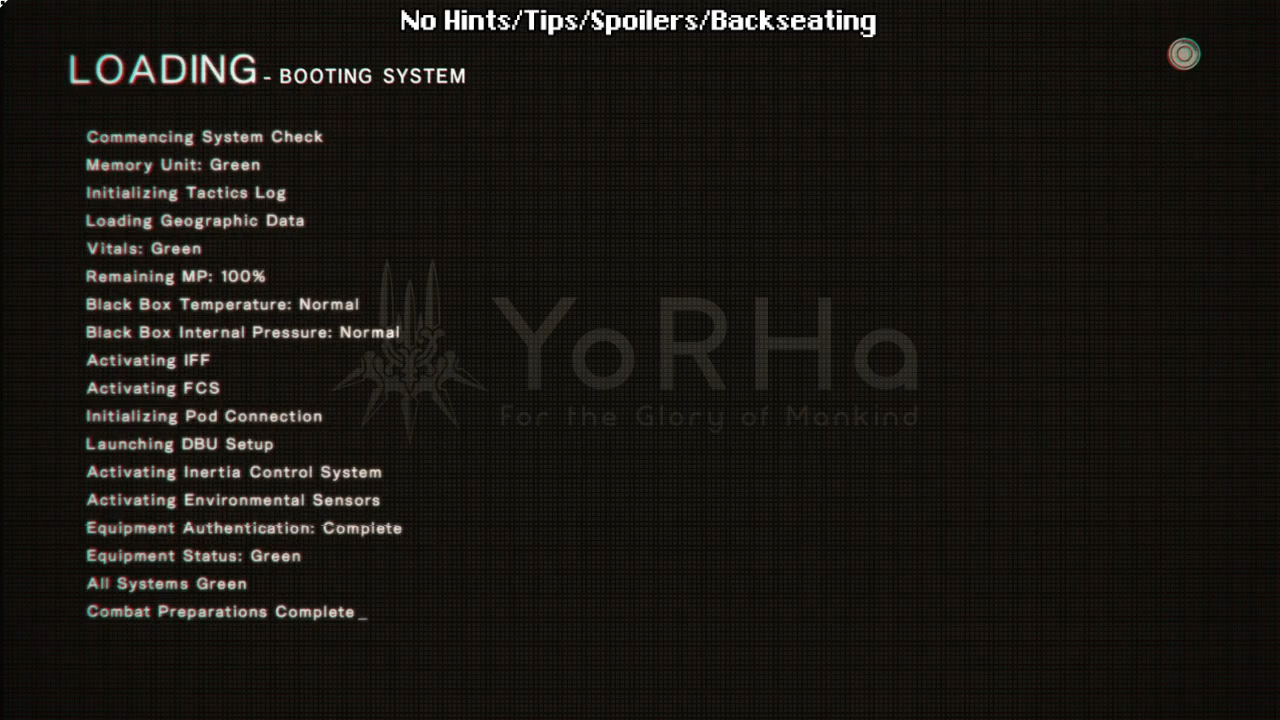 No Hints/Tips/Spoilers/Backseating
LOADING - BOOTING SYSTEM
Commencing System Check
Memory Unit: Green
Initializing Tactics Log
Loading Geographic Data
Vitals: Green
Remaining MP: 100%
Black Box Temperature: Normal
Black Box Internal Pressure: Normal
Activating IFF
Activating FCS
Initializing Pod Connection
Launching DBU Setup
Activating Inertia Control System
Activating Environmental Sensors
Equipment Authentication: Complete
Equipment Status: Green
All Systems Green
Combat Preparations Complete_
YoRHa
For the Glory of Mankind